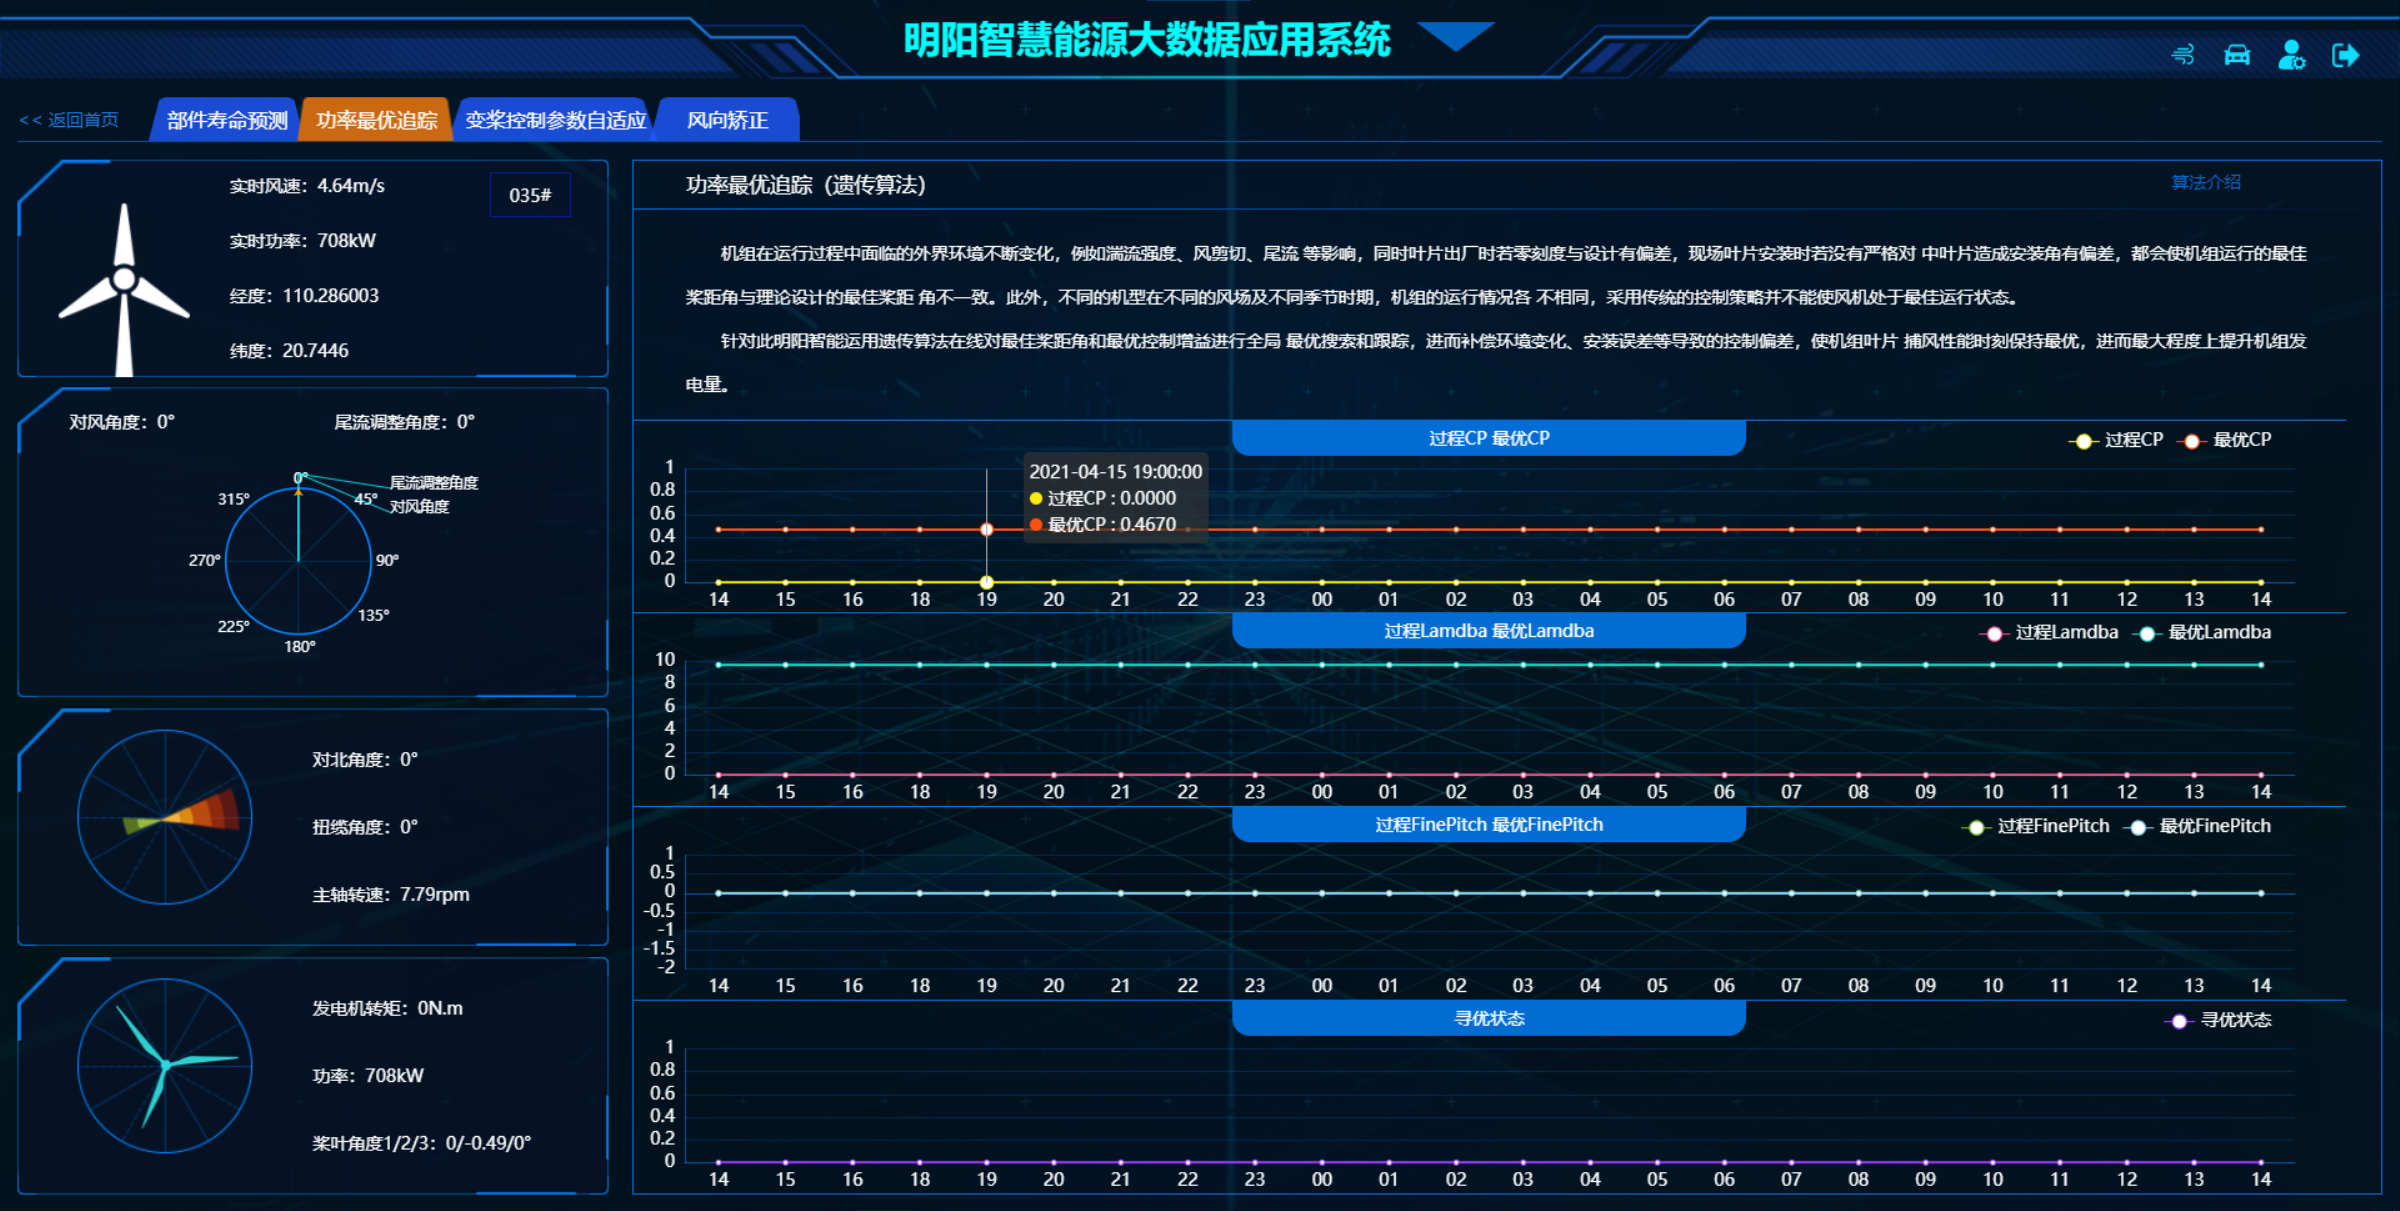 明阳智慧能源大数据应用系统
<< 返回首页
部件寿命预测
功率最优追踪
变桨控制参数自适应
风向矫正
实时风速：4.64m/s
035#
实时功率：708kW
经度：110.286003
纬度：20.7446
对风角度：0°
尾流调整角度：0°
0°
尾流调整角度
315°
45°
对风角度
270°
90°
225°
135°
180°
对北角度：0°
扭缆角度：0°
主轴转速：7.79rpm
发电机转矩：0N.m
功率：708kW
桨叶角度1/2/3：0/-0.49/0°
功率最优追踪（遗传算法）
算法介绍
机组在运行过程中面临的外界环境不断变化，例如湍流强度、风剪切、尾流 等影响，同时叶片出厂时若零刻度与设计有偏差，现场叶片安装时若没有严格对 中叶片造成安装角有偏差，都会使机组运行的最佳
桨距角与理论设计的最佳桨距 角不一致。此外，不同的机型在不同的风场及不同季节时期，机组的运行情况各 不相同，采用传统的控制策略并不能使风机处于最佳运行状态。
针对此明阳智能运用遗传算法在线对最佳桨距角和最优控制增益进行全局 最优搜索和跟踪，进而补偿环境变化、安装误差等导致的控制偏差，使机组叶片 捕风性能时刻保持最优，进而最大程度上提升机组发
电量。
过程CP 最优CP
过程CP 最优CP
1
0.8
0.6
0.4
0.2
0
2021-04-15 19:00:00
过程CP : 0.0000
最优CP : 0.4670
14 15 16 18 19 20 21 22 23 00 01 02 03 04 05 06 07 08 09 10 11 12 13 14
过程Lamdba 最优Lamdba
过程Lamdba 最优Lamdba
10
8
6
4
2
0
14 15 16 18 19 20 21 22 23 00 01 02 03 04 05 06 07 08 09 10 11 12 13 14
过程FinePitch 最优FinePitch
过程FinePitch 最优FinePitch
1
0.5
0
-0.5
-1
-1.5
-2
14 15 16 18 19 20 21 22 23 00 01 02 03 04 05 06 07 08 09 10 11 12 13 14
寻优状态
寻优状态
1
0.8
0.6
0.4
0.2
0
14 15 16 18 19 20 21 22 23 00 01 02 03 04 05 06 07 08 09 10 11 12 13 14